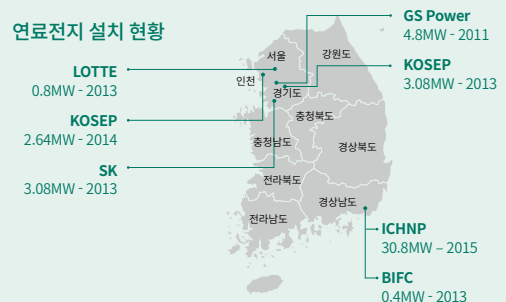 연료전지 설치 현황
LOTTE
0.8MW - 2013
KOSEP
2.64MW - 2014
SK
3.08MW - 2013
GS Power
4.8MW - 2011
KOSEP
3.08MW - 2013
서울
강원도
인천
경기도
충청북도
충청남도
경상북도
전라북도
경상남도
전라남도
ICHNP
30.8MW – 2015
BIFC
0.4MW - 2013